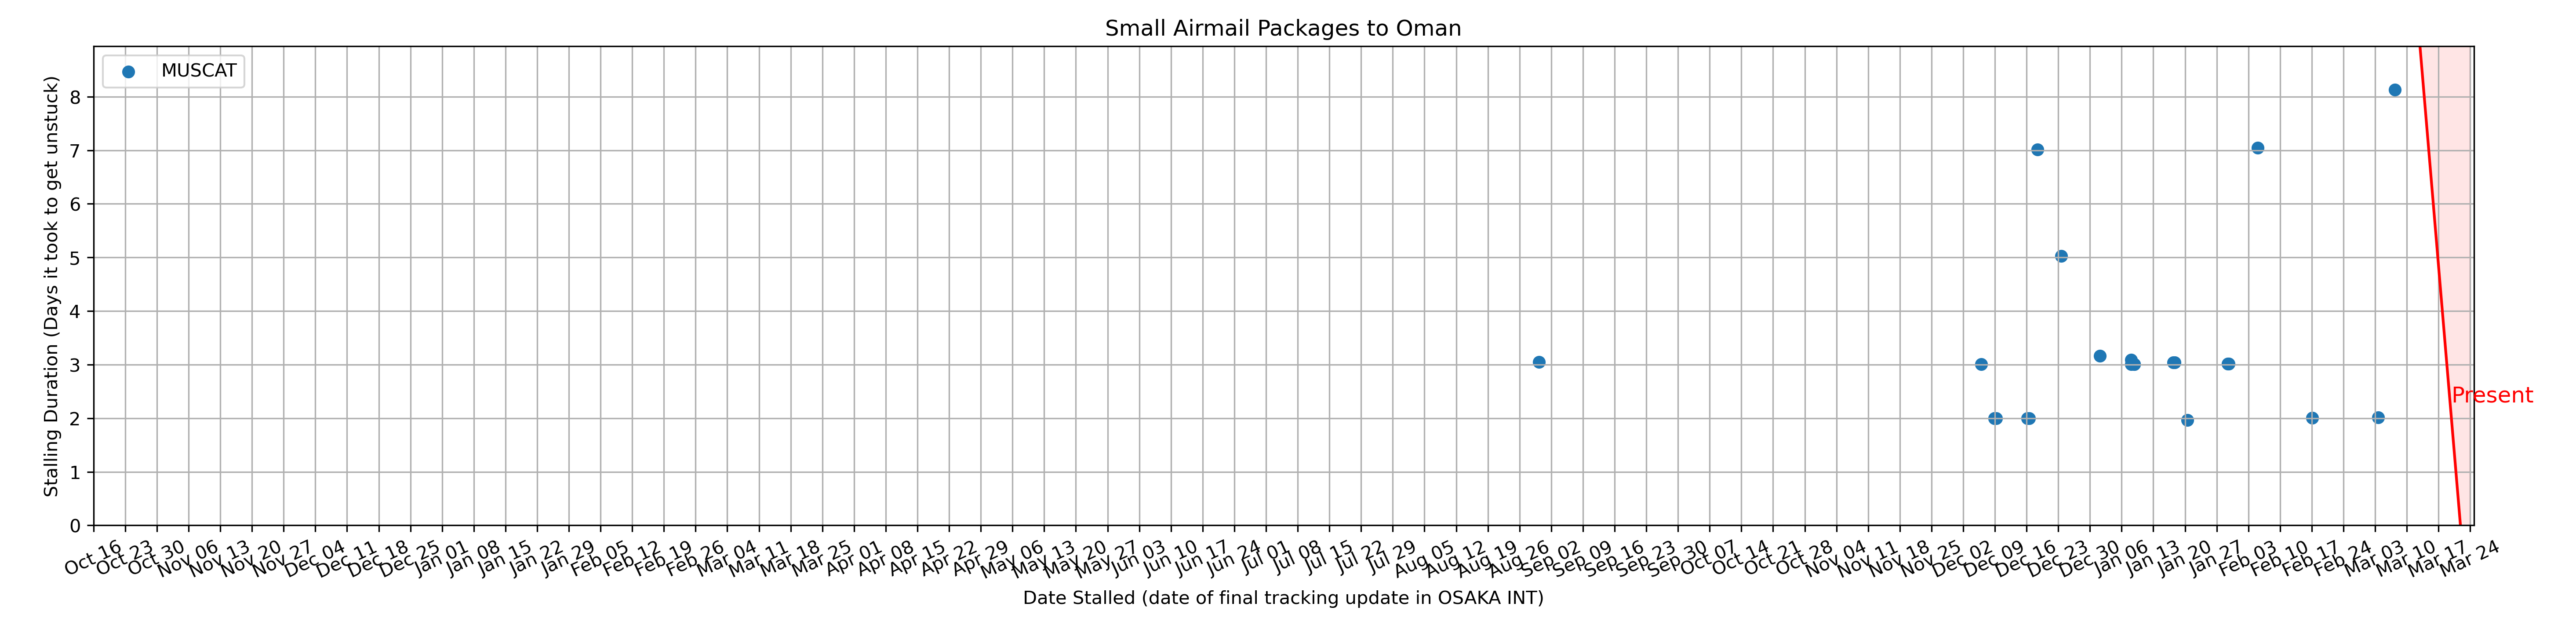 Small Airmail Packages to Oman
MUSCAT
Stalling Duration (Days it took to get unstuck)
8
7
6
5
4
3
2
1
0
Present
Oct 16
Oct 23
Oct 30
Nov 06
Nov 13
Nov 20
Nov 27
Dec 04
Dec 11
Dec 18
Dec 25
Jan 01
Jan 08
Jan 15
Jan 22
Jan 29
Feb 05
Feb 12
Feb 19
Feb 26
Mar 04
Mar 11
Mar 18
Mar 25
Apr 01
Apr 08
Apr 15
Apr 22
Apr 29
May 06
May 13
May 20
May 27
Jun 03
Jun 10
Jun 17
Jun 24
Jul 01
Jul 08
Jul 15
Jul 22
Jul 29
Aug 05
Aug 12
Aug 19
Aug 26
Sep 02
Sep 09
Sep 16
Sep 23
Sep 30
Oct 07
Oct 14
Oct 21
Oct 28
Nov 04
Nov 11
Nov 18
Nov 25
Dec 02
Dec 09
Dec 16
Dec 23
Dec 30
Jan 06
Jan 13
Jan 20
Jan 27
Feb 03
Feb 10
Feb 17
Feb 24
Mar 03
Mar 10
Mar 17
Mar 24
Date Stalled (date of final tracking update in OSAKA INT)